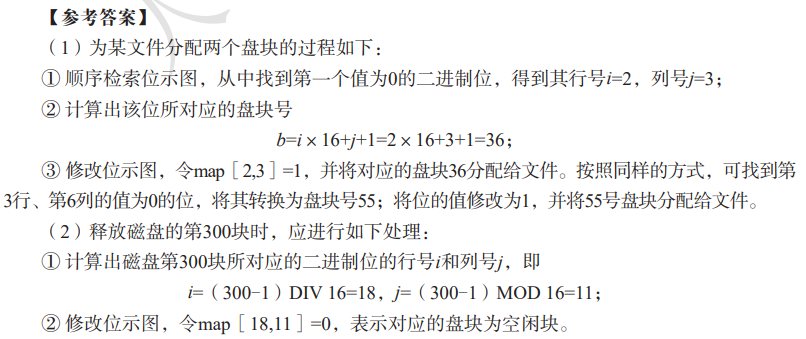 【参考答案】
（1）为某文件分配两个盘块的过程如下：
① 顺序检索位示图，从中找到第一个值为0的二进制位，得到其行号i=2，列号j=3；
② 计算出该位所对应的盘块号
b=i×16+j+1=2×16+3+1=36；
③ 修改位示图，令map［2,3］=1，并将对应的盘块36分配给文件。按照同样的方式，可找到第
3行、第6列的值为0的位，将其转换为盘块号55；将位的值修改为1，并将55号盘块分配给文件。
（2）释放磁盘的第300块时，应进行如下处理：
① 计算出磁盘第300块所对应的二进制位的行号i和列号j，即
i=（300-1）DIV 16=18，j=（300-1）MOD 16=11；
② 修改位示图，令map［18,11］=0，表示对应的盘块为空闲块。